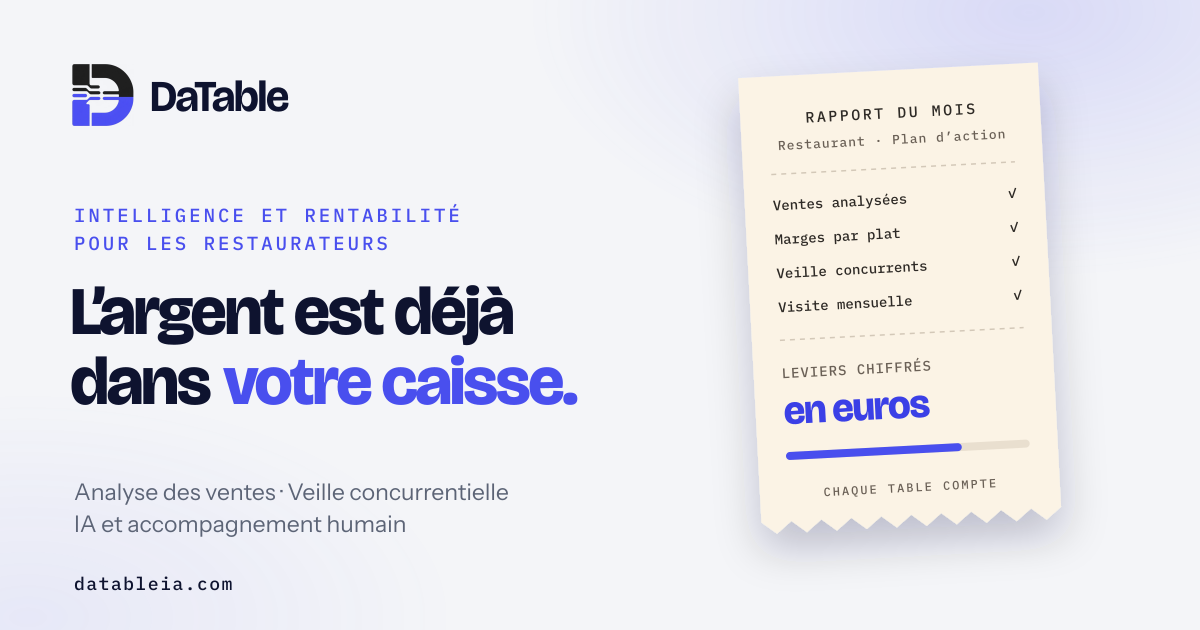 DaTable
INTELLIGENCE ET RENTABILITÉ
POUR LES RESTAURATEURS
L’argent est déjà
dans votre caisse.
Analyse des ventes · Veille concurrentielle
IA et accompagnement humain
datableia.com
RAPPORT DU MOIS
Restaurant · Plan d’action
Ventes analysées ✓
Marges par plat ✓
Veille concurrents ✓
Visite mensuelle ✓
LEVIERS CHIFFRÉS
en euros
CHAQUE TABLE COMPTE